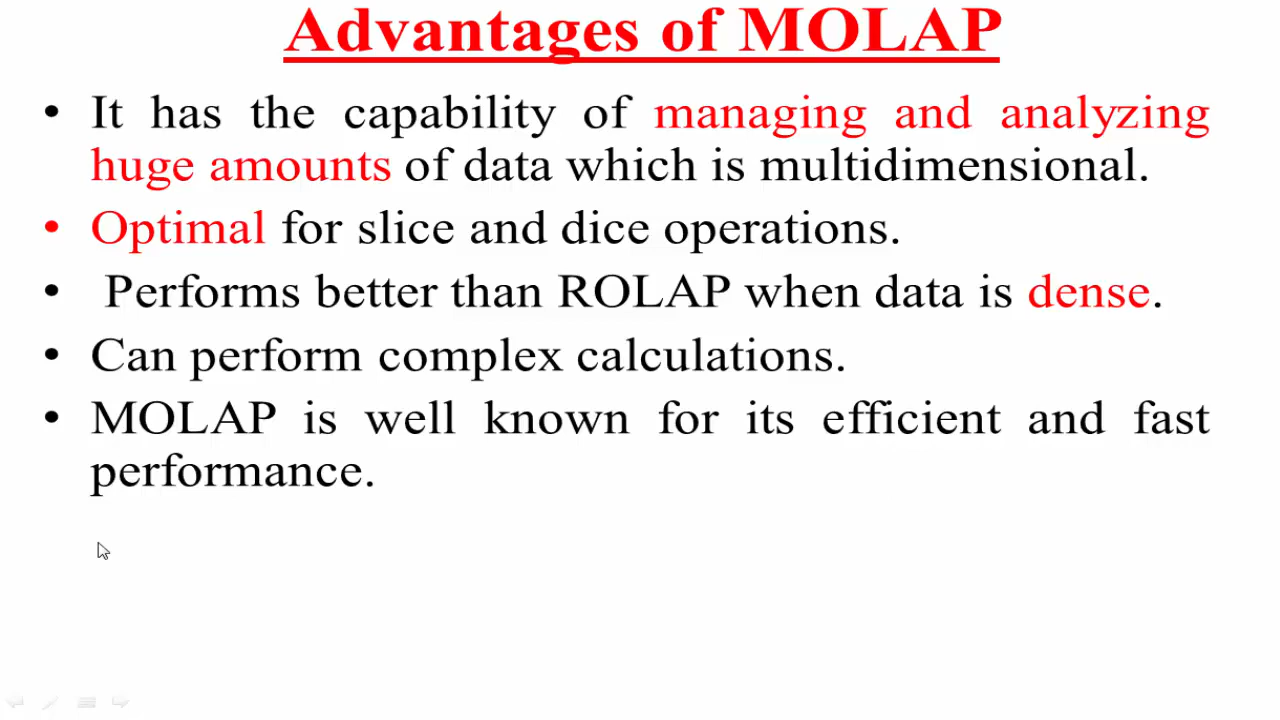 Advantages of MOLAP
• It has the capability of managing and analyzing
huge amounts of data which is multidimensional.
• Optimal for slice and dice operations.
• Performs better than ROLAP when data is dense.
• Can perform complex calculations.
• MOLAP is well known for its efficient and fast
performance.